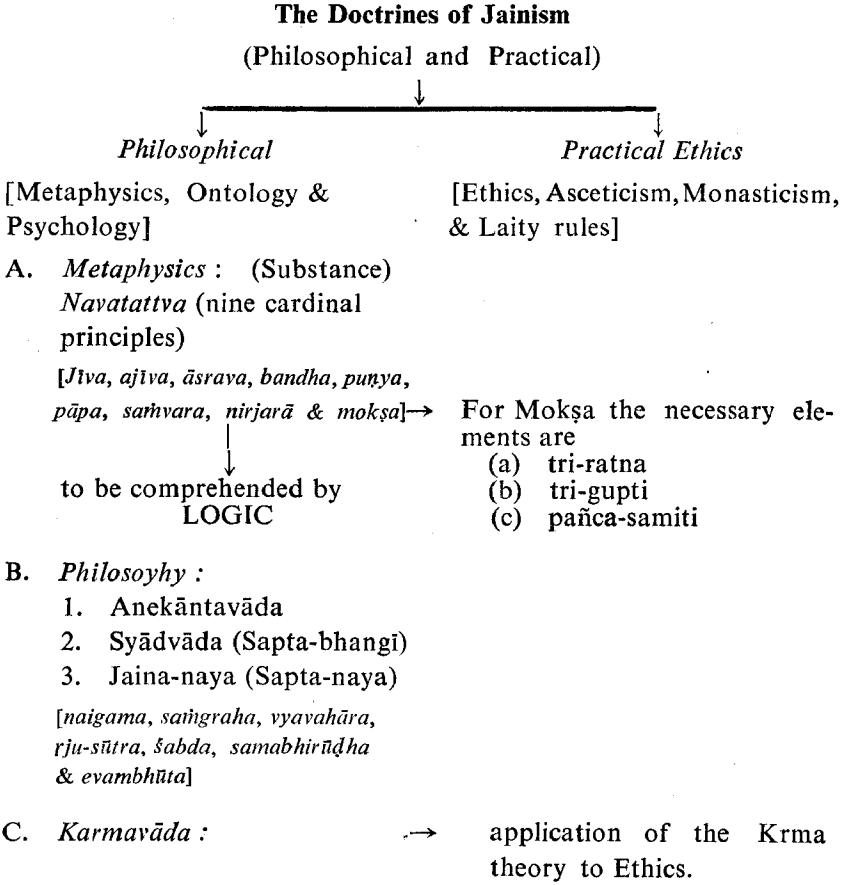 The Doctrines of Jainism
(Philosophical and Practical)
Philosophical
Practical Ethics
[Metaphysics, Ontology &
Psychology]
[Ethics, Asceticism, Monasticism,
& Laity rules]
A. Metaphysics : (Substance)
Navatattva (nine cardinal
principles)
[Jīva, ajīva, āsrava, bandha, puṇya,
pāpa, saṁvara, nirjarā & mokṣa]→
For Mokṣa the necessary ele-
ments are
(a) tri-ratna
(b) tri-gupti
(c) pañca-samiti
to be comprehended by
LOGIC
B. Philosoyhy :
1. Anekāntavāda
2. Syādvāda (Sapta-bhangī)
3. Jaina-naya (Sapta-naya)
[naigama, saṁgraha, vyavahāra,
rju-sūtra, śabda, samabhirūḍha
& evambhūta]
C. Karmavāda : →
application of the Krma
theory to Ethics.